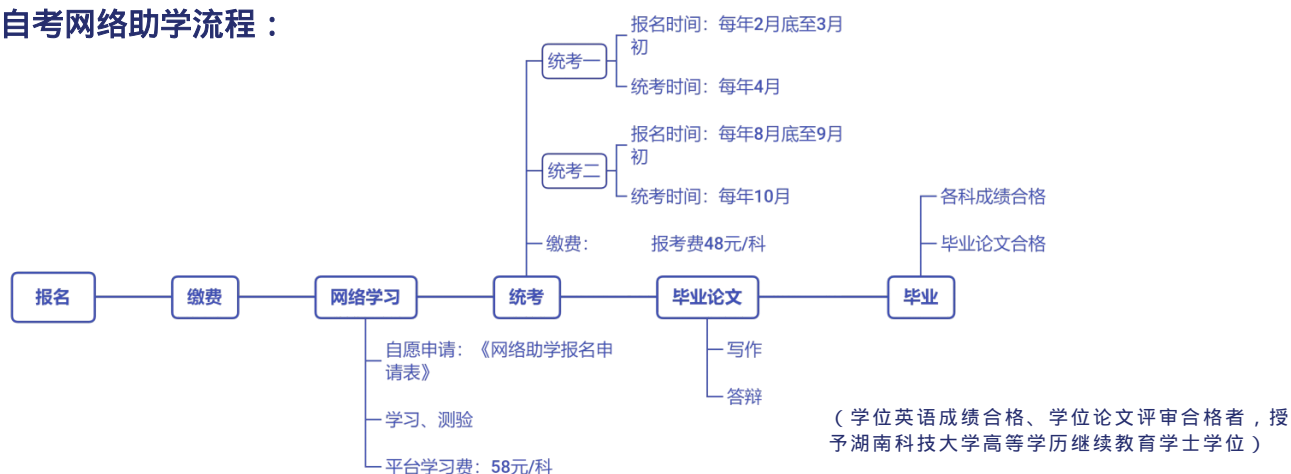 自考网络助学流程：
报名时间：每年2月底至3月
初
统考一
统考时间：每年4月
报名时间：每年8月底至9月
初
统考二
统考时间：每年10月
缴费： 报考费48元/科
各科成绩合格
毕业论文合格
报名 缴费 网络学习 统考 毕业论文 毕业
自愿申请：《网络助学报名申
请表》
学习、测验
平台学习费：58元/科
写作
答辩
（学位英语成绩合格、学位论文评审合格者，授
予湖南科技大学高等学历继续教育学士学位）